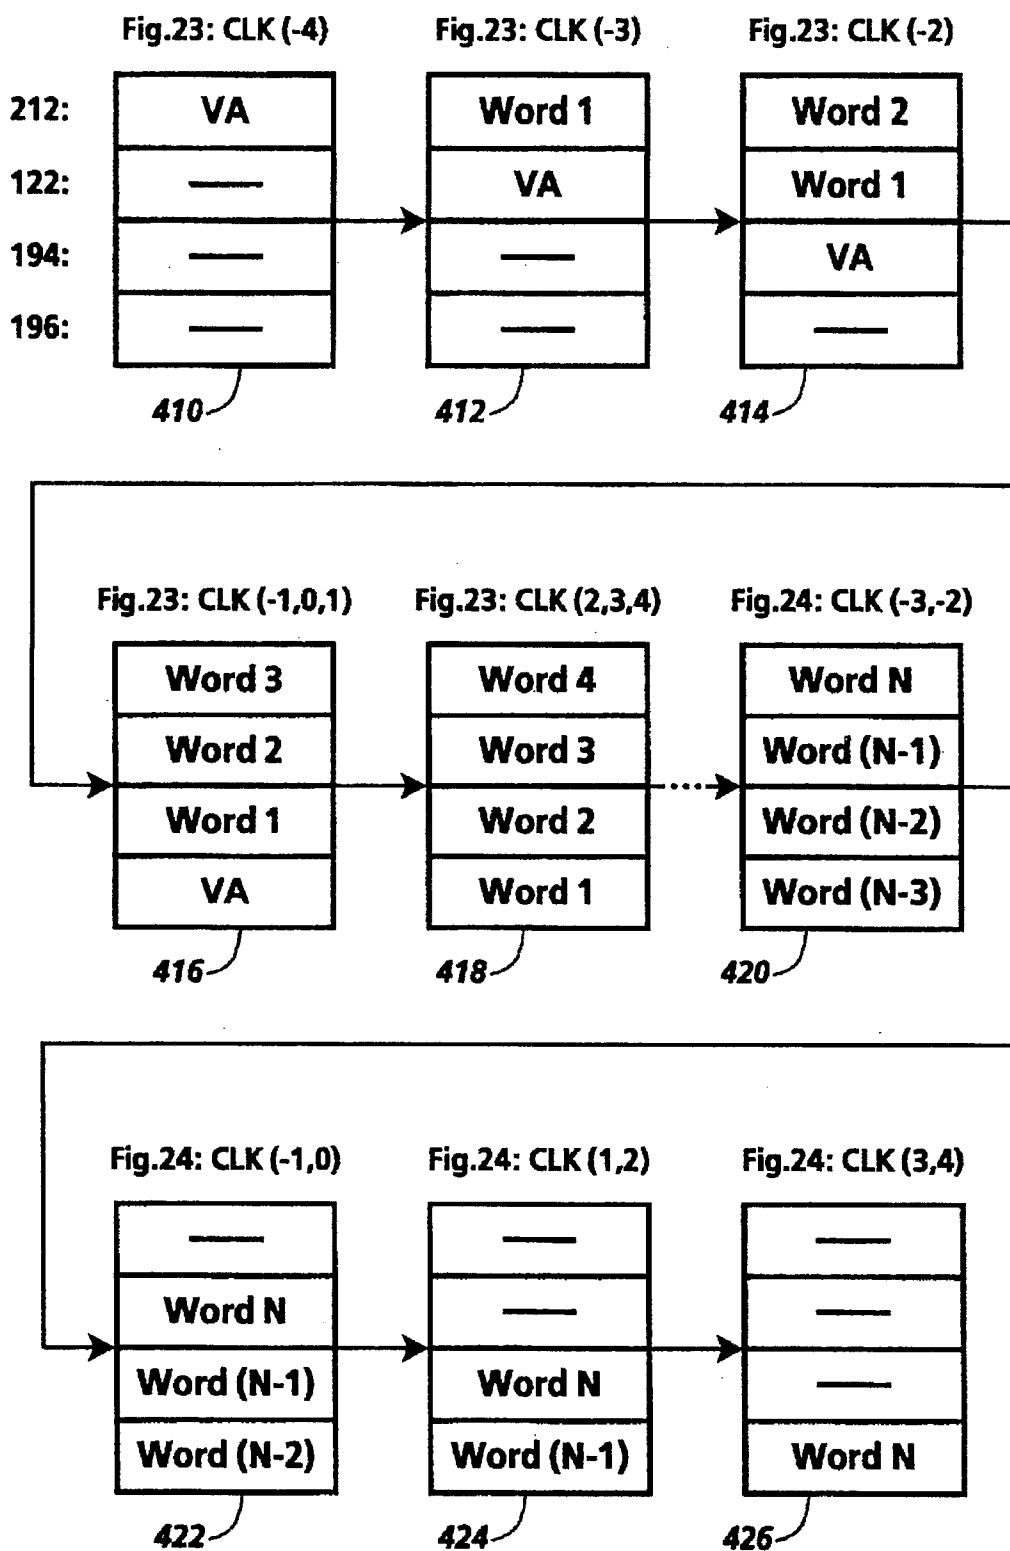 Fig.23: CLK (-4) Fig.23: CLK (-3) Fig.23: CLK (-2)
212: VA Word 1 Word 2
122: — VA Word 1
194: — — VA
196: — — —
410 412 414
Fig.23: CLK (-1,0,1) Fig.23: CLK (2,3,4) Fig.24: CLK (-3,-2)
Word 3 Word 4 Word N
Word 2 Word 3 Word (N-1)
Word 1 Word 2 Word (N-2)
VA Word 1 Word (N-3)
416 418 420
Fig.24: CLK (-1,0) Fig.24: CLK (1,2) Fig.24: CLK (3,4)
— — —
Word N — —
Word (N-1) Word N —
Word (N-2) Word (N-1) Word N
422 424 426